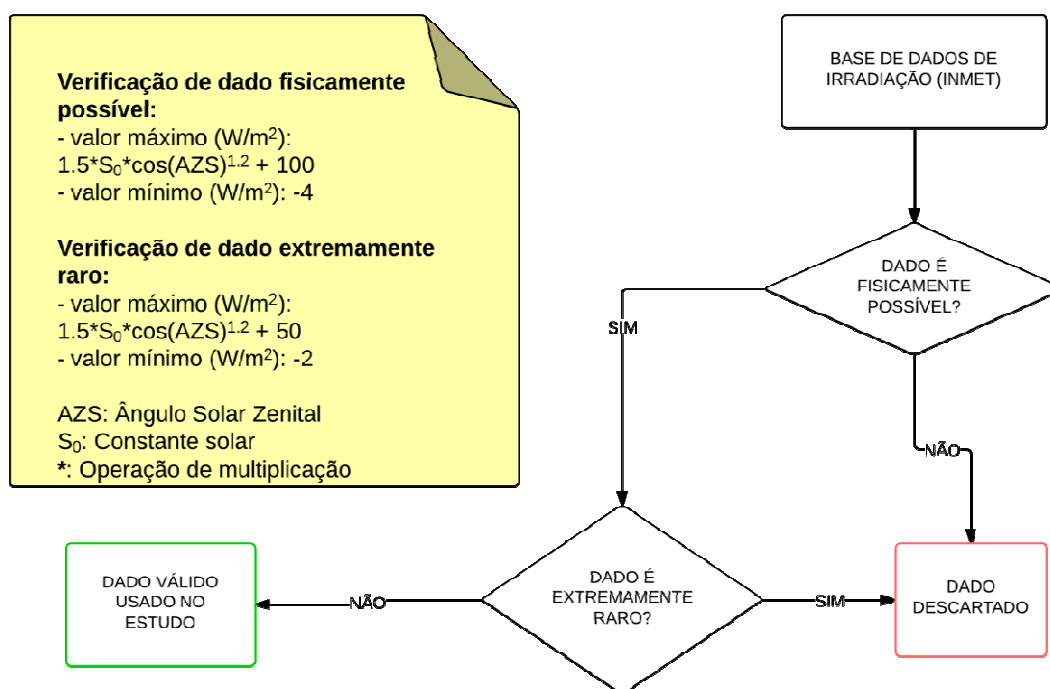 Verificação de dado fisicamente
possível:
- valor máximo (W/m²):
1.5*S₀*cos(AZS)¹·² + 100
- valor mínimo (W/m²): -4
Verificação de dado extremamente
raro:
- valor máximo (W/m²):
1.5*S₀*cos(AZS)¹·² + 50
- valor mínimo (W/m²): -2
AZS: Ângulo Solar Zenital
S₀: Constante solar
*: Operação de multiplicação
BASE DE DADOS DE
IRRADIAÇÃO (INMET)
DADO É
FISICAMENTE
POSSÍVEL?
SIM
NÃO
DADO É
EXTREMAMENTE
RARO?
NÃO
SIM
DADO VÁLIDO
USADO NO
ESTUDO
DADO
DESCARTADO